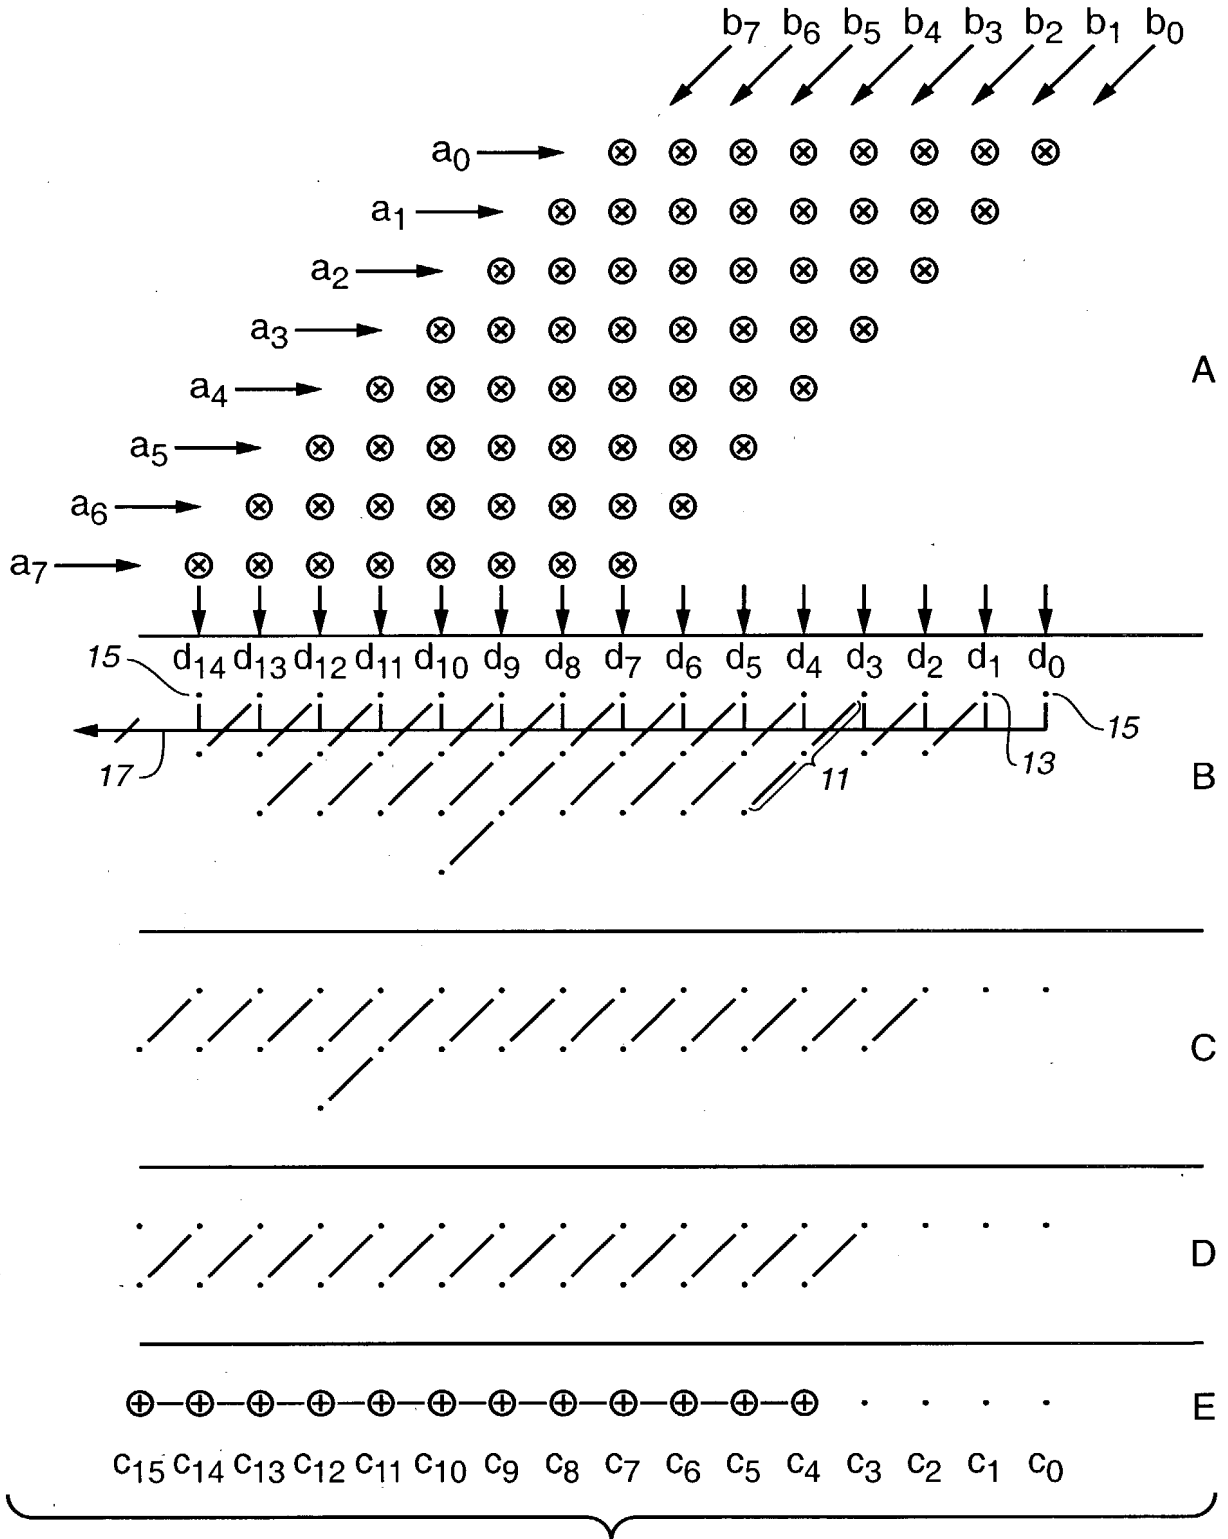 b7 b6 b5 b4 b3 b2 b1 b0
a0
a1
a2
a3
A
a4
a5
a6
a7
d14 d13 d12 d11 d10 d9 d8 d7 d6 d5 d4 d3 d2 d1 d0
15
15
17
11
13
B
C
D
E
c15 c14 c13 c12 c11 c10 c9 c8 c7 c6 c5 c4 c3 c2 c1 c0